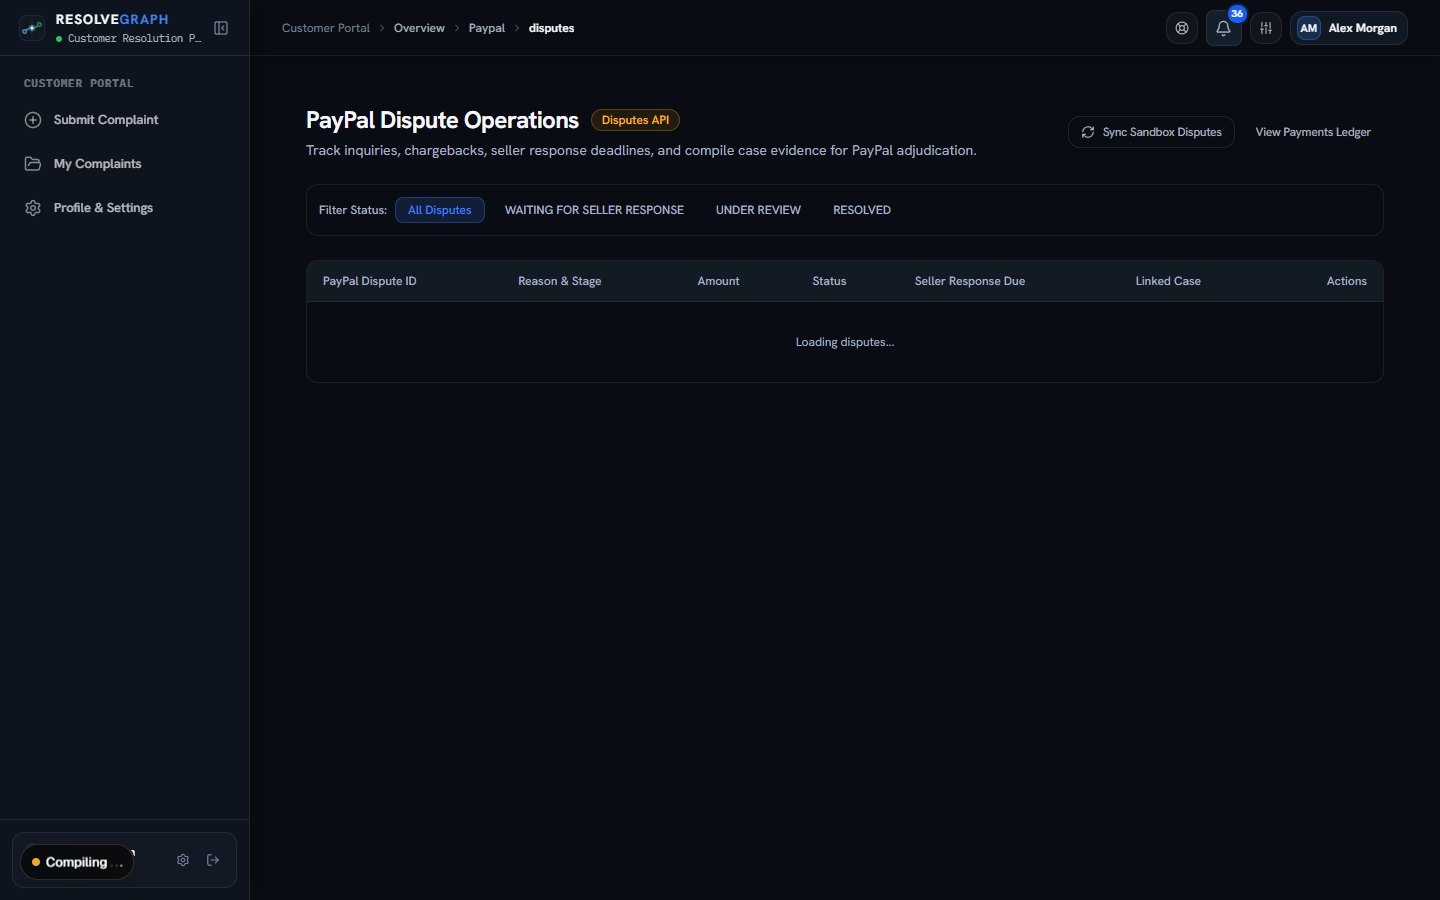 RESOLVEGRAPH
Customer Resolution P…
CUSTOMER PORTAL
Submit Complaint
My Complaints
Profile & Settings
Compiling...
Customer Portal > Overview > Paypal > disputes
36
AM Alex Morgan
PayPal Dispute Operations Disputes API
Track inquiries, chargebacks, seller response deadlines, and compile case evidence for PayPal adjudication.
Sync Sandbox Disputes View Payments Ledger
Filter Status: All Disputes WAITING FOR SELLER RESPONSE UNDER REVIEW RESOLVED
PayPal Dispute ID Reason & Stage Amount Status Seller Response Due Linked Case Actions
Loading disputes...